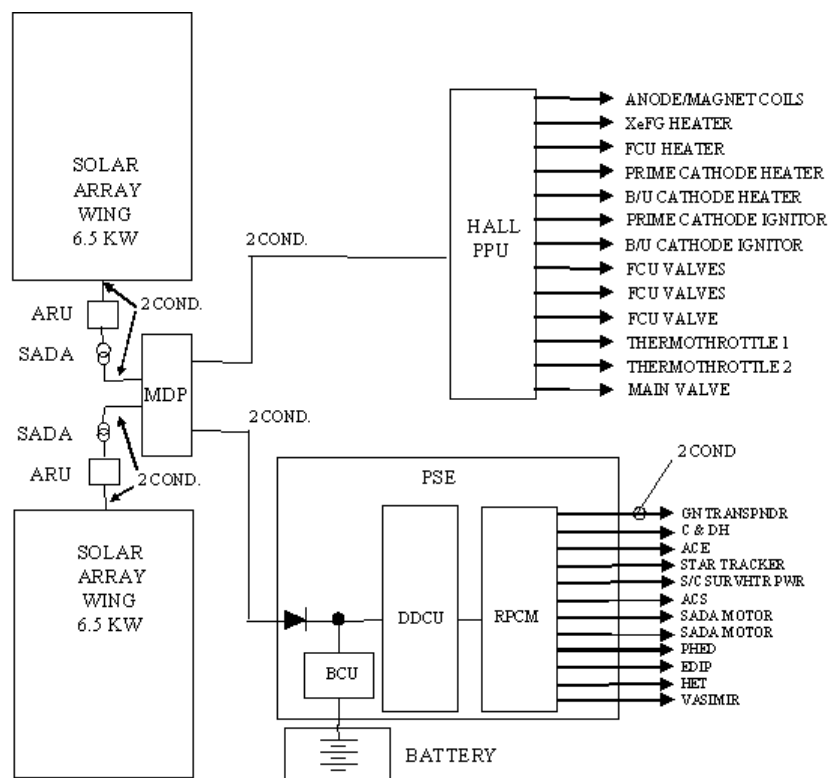 SOLAR
ARRAY
WING
6.5 KW
2 COND.
ARU
SADA
MDP
SADA
ARU
2 COND.
SOLAR
ARRAY
WING
6.5 KW
2 COND.
2 COND.
HALL
PPU
ANODE/MAGNET COILS
XeFG HEATER
FCU HEATER
PRIME CATHODE HEATER
B/U CATHODE HEATER
PRIME CATHODE IGNITOR
B/U CATHODE IGNITOR
FCU VALVES
FCU VALVES
FCU VALVE
THERMOTHROTTLE 1
THERMOTHROTTLE 2
MAIN VALVE
PSE
DDCU
RPCM
BCU
BATTERY
2 COND
GN TRANSPNDR
C & DH
ACE
STAR TRACKER
S/C SURV HTR PWR
ACS
SADA MOTOR
SADA MOTOR
PHED
EDIP
HET
VASIMIR